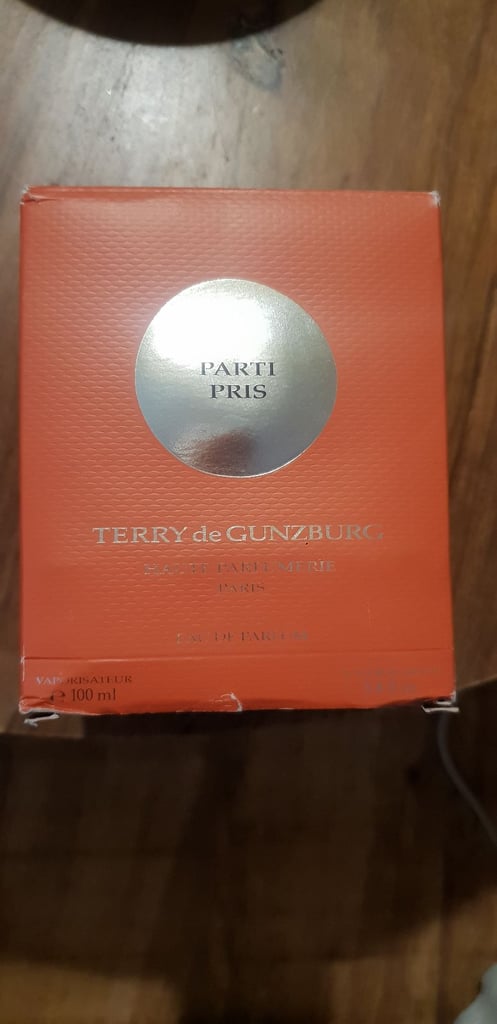 PARTI
PRIS
TERRY de GUNZBURG
HAUTE PARFUMERIE
PARIS
EAU DE PARFUM
VAPORISATEUR
℮ 100 ml